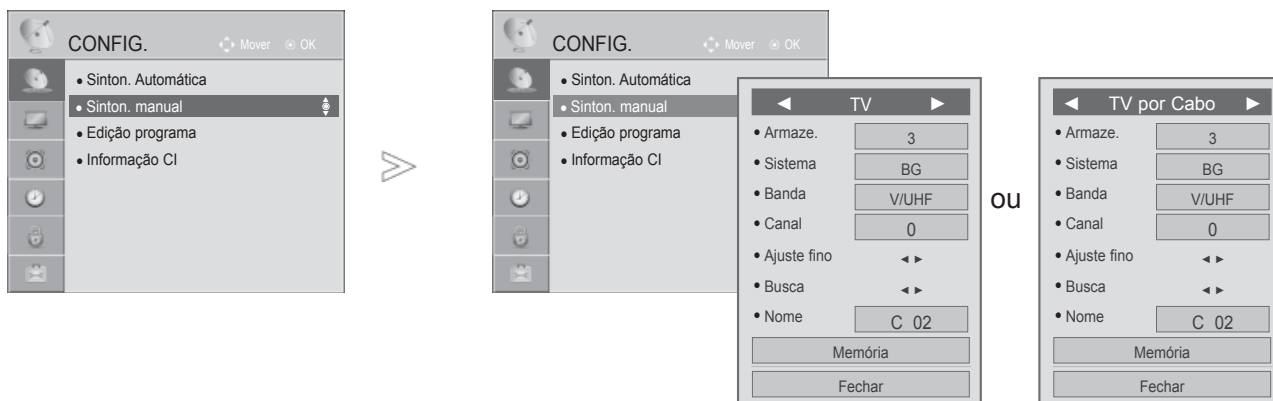 CONFIG.
Mover OK
• Sinton. Automática
• Sinton. manual
• Edição programa
• Informação CI
CONFIG.
Mover OK
• Sinton. Automática
• Sinton. manual
• Edição programa
• Informação CI
◄ TV ►
• Armaze. 3
• Sistema BG
• Banda V/UHF
• Canal 0
• Ajuste fino ◄ ►
• Busca ◄ ►
• Nome C 02
Memória
Fechar
ou
◄ TV por Cabo ►
• Armaze. 3
• Sistema BG
• Banda V/UHF
• Canal 0
• Ajuste fino ◄ ►
• Busca ◄ ►
• Nome C 02
Memória
Fechar